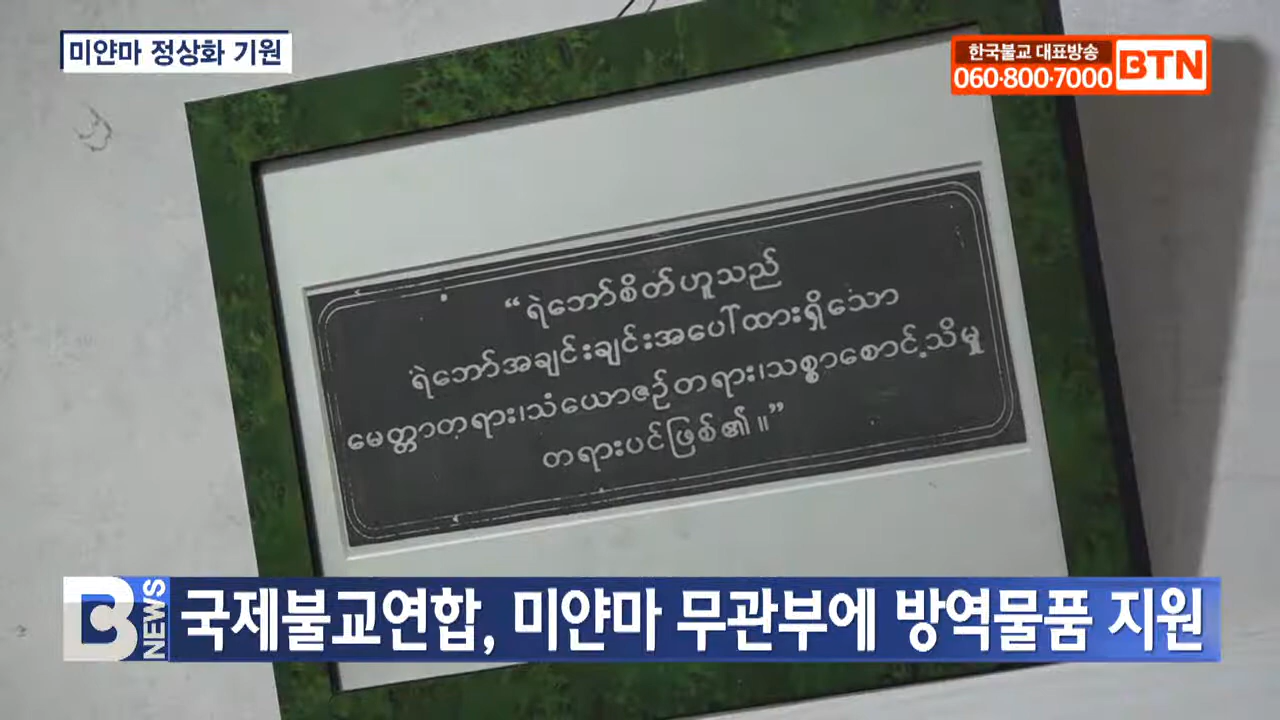 미얀마 정상화 기원
한국불교 대표방송
060·800·7000
BTN
“ရဲဘော်စိတ်ဟူသည်
ရဲဘော်အချင်းချင်းအပေါ်ထားရှိသော
မေတ္တာတရား၊သံယောဇဉ်တရား၊သစ္စာစောင့်သိမှု
တရားပင်ဖြစ်၏။”
B NEWS
국제불교연합, 미얀마 무관부에 방역물품 지원